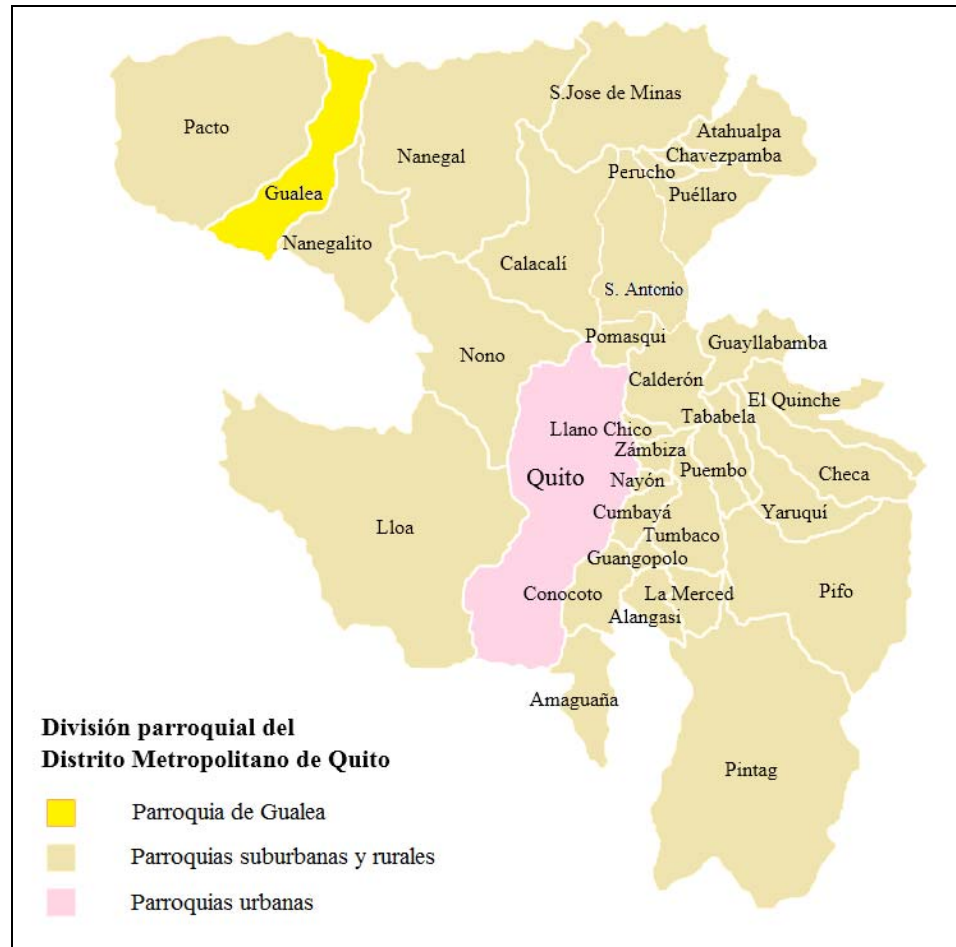 S.Jose de Minas
Pacto
Atahualpa
Nanegal
Chavezpamba
Perucho
Gualea
Puéllaro
Nanegalito
Calacalí
S. Antonio
Pomasqui
Guayllabamba
Nono
Calderón
El Quinche
Tababela
Llano Chico
Zámbiza
Puembo
Checa
Quito
Nayón
Cumbayá
Yaruquí
Lloa
Tumbaco
Guangopolo
Pifo
Conocoto
La Merced
Alangasi
Amaguaña
Pintag
División parroquial del
Distrito Metropolitano de Quito
Parroquia de Gualea
Parroquias suburbanas y rurales
Parroquias urbanas